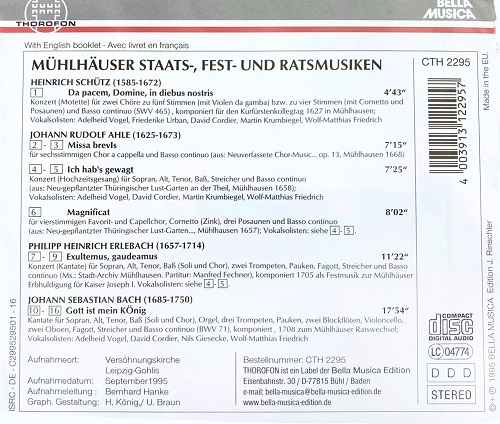 THOROFON
BELLA
MUSICA
With English booklet - Avec livret en français
MÜHLHÄUSER STAATS-, FEST- UND RATSMUSIKEN
CTH 2295
HEINRICH SCHÜTZ (1585-1672)
1 Da pacem, Domine, in diebus nostris 4‘43“
Konzert (Motette) für zwei Chöre zu fünf Stimmen (mit Violen da gamba) bzw. zu vier Stimmen (mit Cornetto und
Posaunen) und Basso continuo (SWV 465) , komponiert für den Kurfürstenkollegtag 1627 in Mühlhausen;
Vokalsolisten: Adelheid Vogel, Friederike Urban, David Cordier, Martin Krumbiegel, Wolf-Matthias Friedrich
JOHANN RUDOLF AHLE (1625-1673)
2 - 3 Missa brevIs 7‘15“
für sechsstimmigen Chor a cappella und Basso continuo (aus: Neuverfassete Chor-Music... op. 13, Mühlhausen 1668)
4 - 5 Ich hab's gewagt 7‘25“
Konzert (Hochzeitsgesang) für Sopran, Alt, Tenor, Baß, Streicher und Basso continuo
(aus: Neu-gepflantzter Thüringischer Lust-Garten an der Theil, Mühlhausen 1658);
Vokalsolisten: Adelheid Vogel, David Cordier, Martin Krumbiegel, Wolf-Matthias Friedrich
6 Magnificat 8‘02“
für vierstimmigen Favorit- und Capellchor, Cornetto (Zink), drei Posaunen und Basso continuo
(aus: Neu-gepflantzter Thüringischer Lust-Garten..., Mühlhausen 1657); Vokalsolisten: siehe 4 - 5.
PHILIPP HEINRICH ERLEBACH (1657-1714)
7 - 9 Exultemus, gaudeamus 11‘22“
Konzert (Kantate) für Sopran, Alt, Tenor, Baß (Soli und Chor), zwei Trompeten, Pauken, Fagott, Streicher und Basso
continuo (Ms.: Stadt-Archiv Mühlhausen. Partitur: Manfred Fechner), komponiert 1705 als Festmusik zur Mühlhäuser
Erbhuldigung für Kaiser Joseph I. Vokalsolisten: siehe 4 - 5.
JOHANN SEBASTIAN BACH (1685-1750)
10 - 16 Gott ist mein KÖnig 17‘54“
Kantate für Sopran, Alt, Tenor, Baß (Soli und Chor), Orgel, drei Trompeten, Pauken, zwei Blockflöten, Violoncello,
zwei Oboen, Fagott, Streicher und Basso continuo (BWV 71), komponiert , 1708 zum Mühlhäuser Ratswechsel:
Vokalsolisten: Adelheid Vogel, David Cordier, Nils Giesecke, Wolf-Matthias Friedrich
Aufnahmeort: Versöhnungskirche
Leipzig-Gohlis
Aufnahmedatum: September1995
Aufnahmeleitung : Bernhard Hanke
Graph. Gestaltung: H. König,/ U. Braun
Bestellnummer: CTH 2295
THOROFON ist ein Label der Bella Musica Edition
Eisenbahnstr. 30 / D-77815 Bühl / Baden
e-mail: bella-musica@bella-musica-edition.de
www.bella-musica-edition.de
4 003913 122957
COMPACT
disc
DIGITAL AUDIO
LC 04774
D D D
STEREO
Made in the EU.
© + ℗ 1995 BELLA MUSICA Edition J. Rinschler
ISRC - DE - C299522950